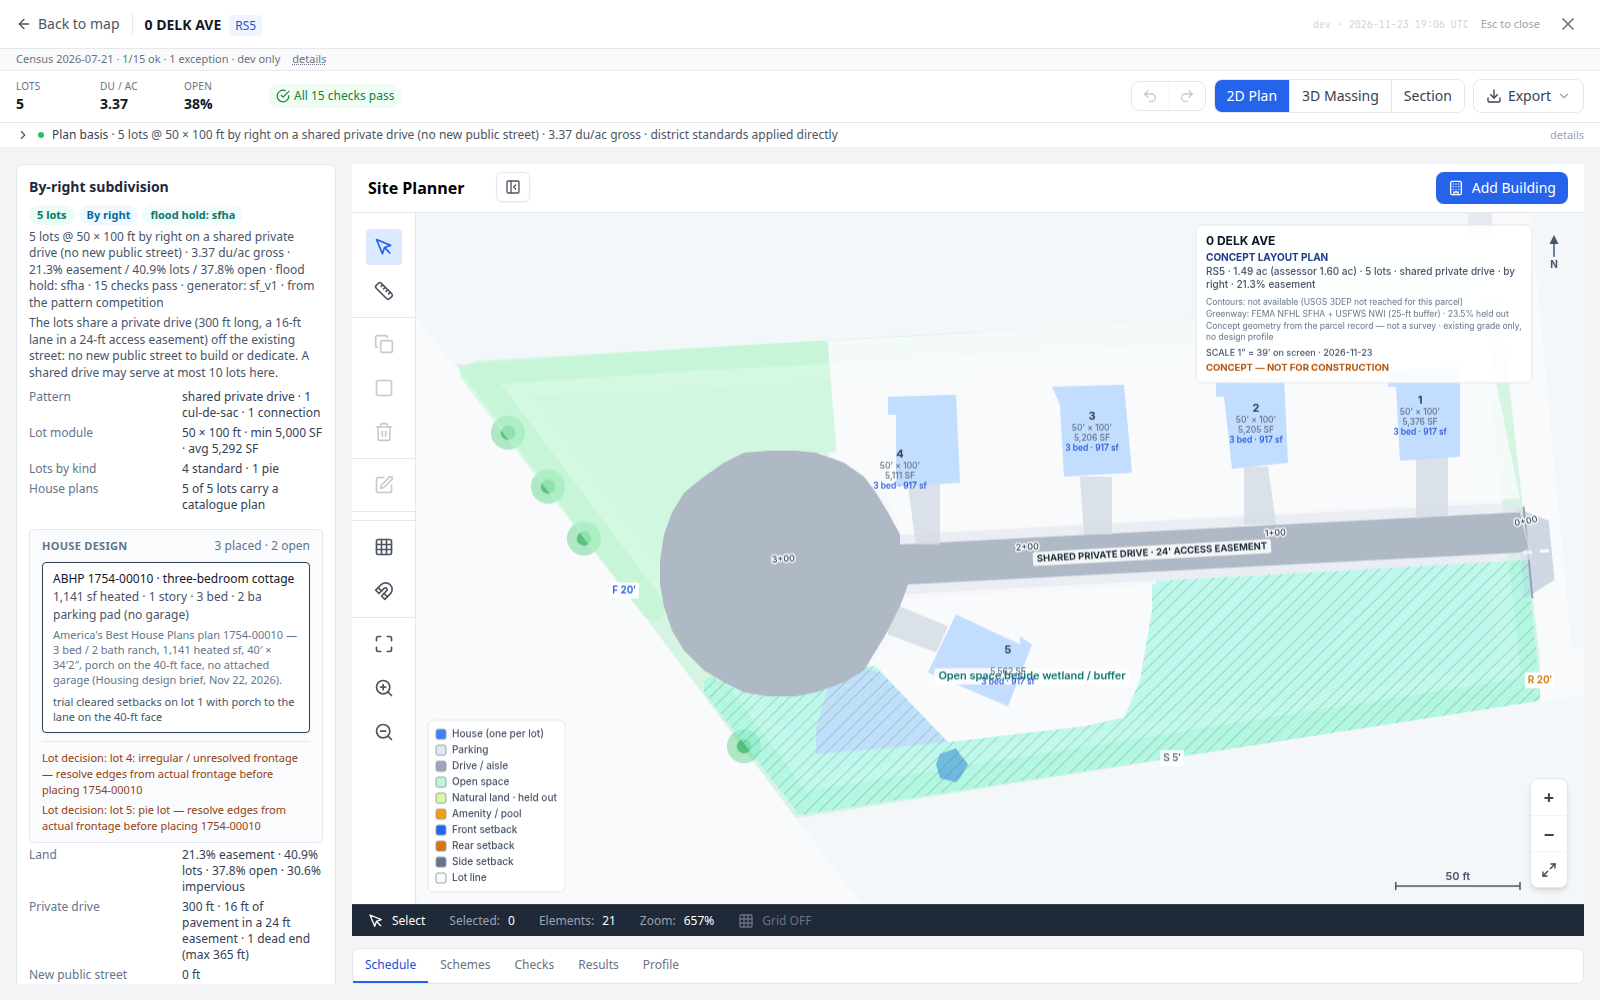 Back to map
0 DELK AVE
RS5
dev · 2026-11-23 19:06 UTC
Esc to close
Census 2026-07-21 · 1/15 ok · 1 exception · dev only details
LOTS
5
DU / AC
3.37
OPEN
38%
All 15 checks pass
2D Plan
3D Massing
Section
Export
Plan basis · 5 lots @ 50 × 100 ft by right on a shared private drive (no new public street) · 3.37 du/ac gross · district standards applied directly
details
By-right subdivision
5 lots
By right
flood hold: sfha
5 lots @ 50 × 100 ft by right on a shared private
drive (no new public street) · 3.37 du/ac gross ·
21.3% easement / 40.9% lots / 37.8% open · flood
hold: sfha · 15 checks pass · generator: sf_v1 · from
the pattern competition
The lots share a private drive (300 ft long, a 16-ft
lane in a 24-ft access easement) off the existing
street: no new public street to build or dedicate. A
shared drive may serve at most 10 lots here.
Pattern
shared private drive · 1
cul-de-sac · 1 connection
Lot module
50 × 100 ft · min 5,000 SF
· avg 5,292 SF
Lots by kind
4 standard · 1 pie
House plans
5 of 5 lots carry a
catalogue plan
HOUSE DESIGN
3 placed · 2 open
ABHP 1754-00010 · three-bedroom cottage
1,141 sf heated · 1 story · 3 bed · 2 ba
parking pad (no garage)
America's Best House Plans plan 1754-00010 —
3 bed / 2 bath ranch, 1,141 heated sf, 40′ ×
34′2″, porch on the 40-ft face, no attached
garage (Housing design brief, Nov 22, 2026).
trial cleared setbacks on lot 1 with porch to the
lane on the 40-ft face
Lot decision: lot 4: irregular / unresolved frontage
— resolve edges from actual frontage before
placing 1754-00010
Lot decision: lot 5: pie lot — resolve edges from
actual frontage before placing 1754-00010
Land
21.3% easement · 40.9%
lots · 37.8% open · 30.6%
impervious
Private drive
300 ft · 16 ft of
pavement in a 24 ft
easement · 1 dead end
(max 365 ft)
New public street
0 ft
Site Planner
Add Building
0 DELK AVE
CONCEPT LAYOUT PLAN
RS5 · 1.49 ac (assessor 1.60 ac) · 5 lots · shared private drive · by
right · 21.3% easement
Contours: not available (USGS 3DEP not reached for this parcel)
Greenway: FEMA NFHL SFHA + USFWS NWI (25-ft buffer) · 23.5% held out
Concept geometry from the parcel record — not a survey · existing grade only,
no design profile
SCALE 1" = 39' on screen · 2026-11-23
CONCEPT — NOT FOR CONSTRUCTION
N
1
50' × 100'
5,376 SF
3 bed · 917 sf
2
50' × 100'
5,205 SF
3 bed · 917 sf
3
50' × 100'
5,206 SF
3 bed · 917 sf
4
50' × 100'
5,111 SF
3 bed · 917 sf
0+00
1+00
2+00
3+00
SHARED PRIVATE DRIVE · 24' ACCESS EASEMENT
F 20'
5
5,562 SF
Open space beside wetland / buffer
3 bed · 917 sf
R 20'
S 5'
House (one per lot)
Parking
Drive / aisle
Open space
Natural land · held out
Amenity / pool
Front setback
Rear setback
Side setback
Lot line
+
−
50 ft
Select
Selected: 0
Elements: 21
Zoom: 657%
Grid OFF
Schedule
Schemes
Checks
Results
Profile